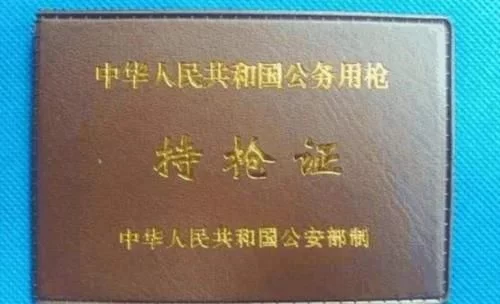 中华人民共和国公务用枪
持枪证
中华人民共和国公安部制